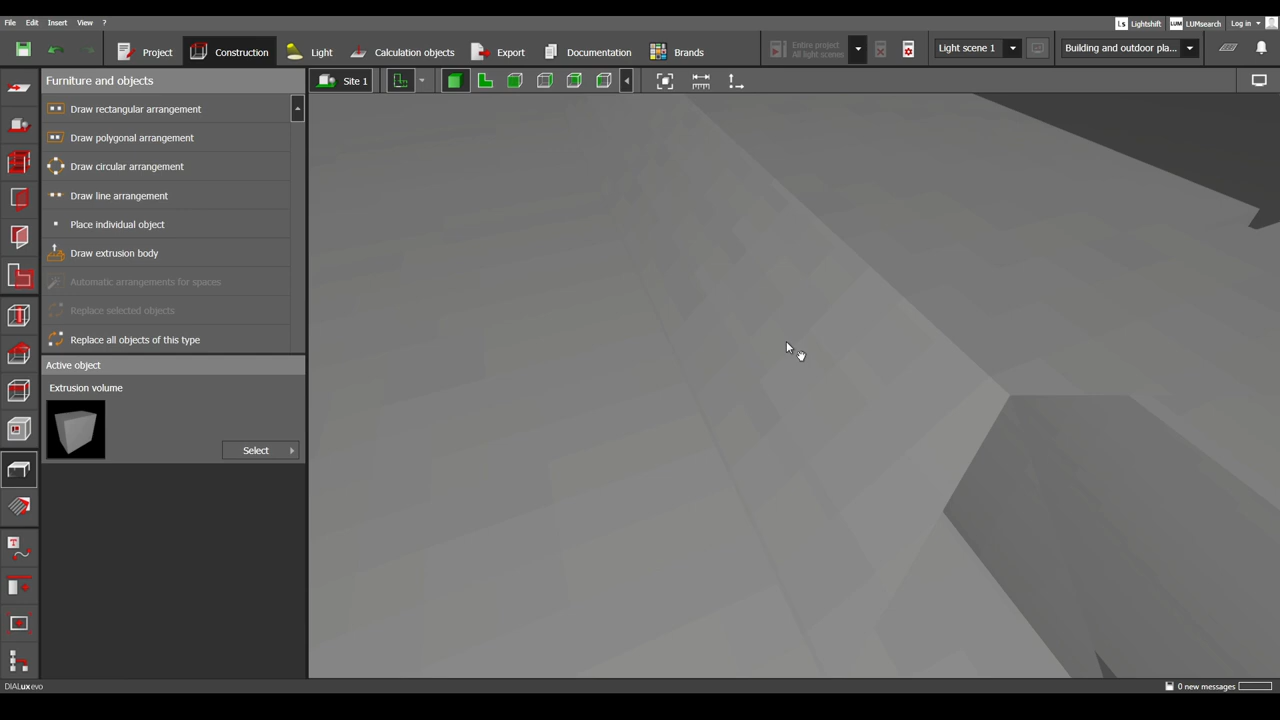 File Edit Insert View ?
Ls Lightshift LUM LUMsearch Log in
Project Construction Light Calculation objects Export Documentation Brands
Entire project
All light scenes
Light scene 1
Building and outdoor pla...
Furniture and objects
Site 1
Draw rectangular arrangement
Draw polygonal arrangement
Draw circular arrangement
Draw line arrangement
Place individual object
Draw extrusion body
Automatic arrangements for spaces
Replace selected objects
Replace all objects of this type
Active object
Extrusion volume
Select
T
DIALux evo
0 new messages